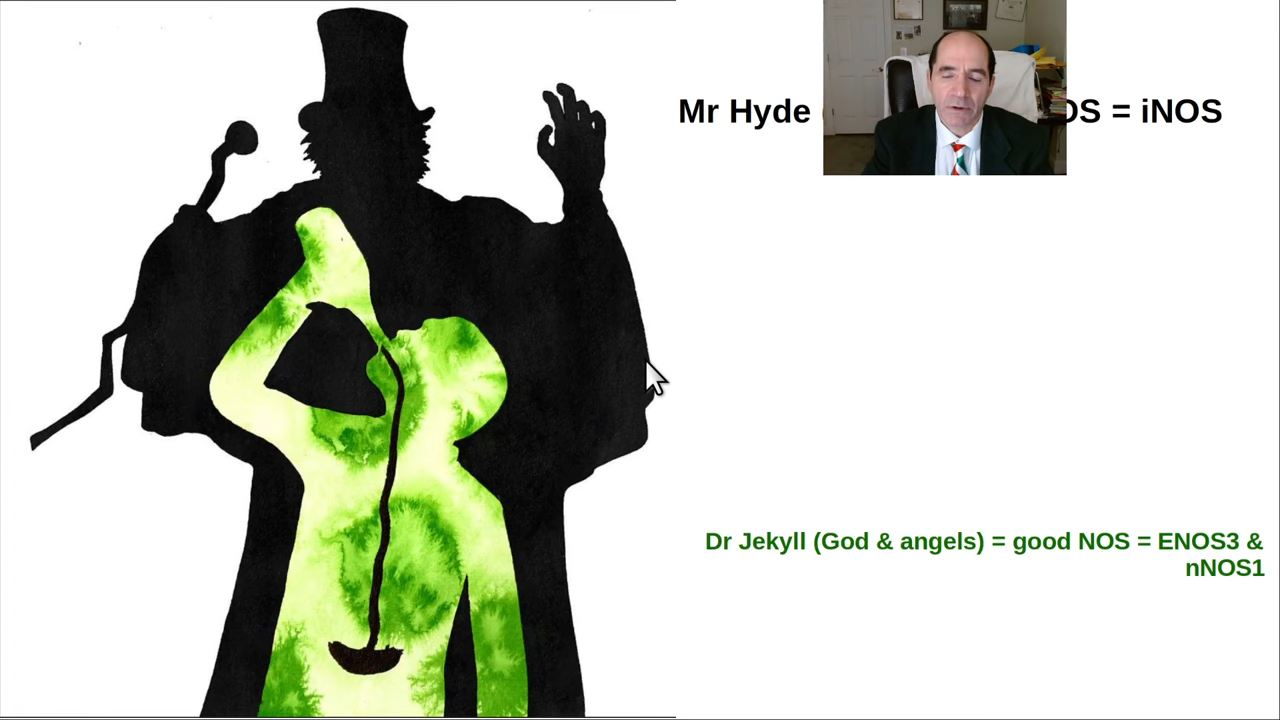 Mr Hyde OS = iNOS
Dr Jekyll (God & angels) = good NOS = ENOS3 &
nNOS1